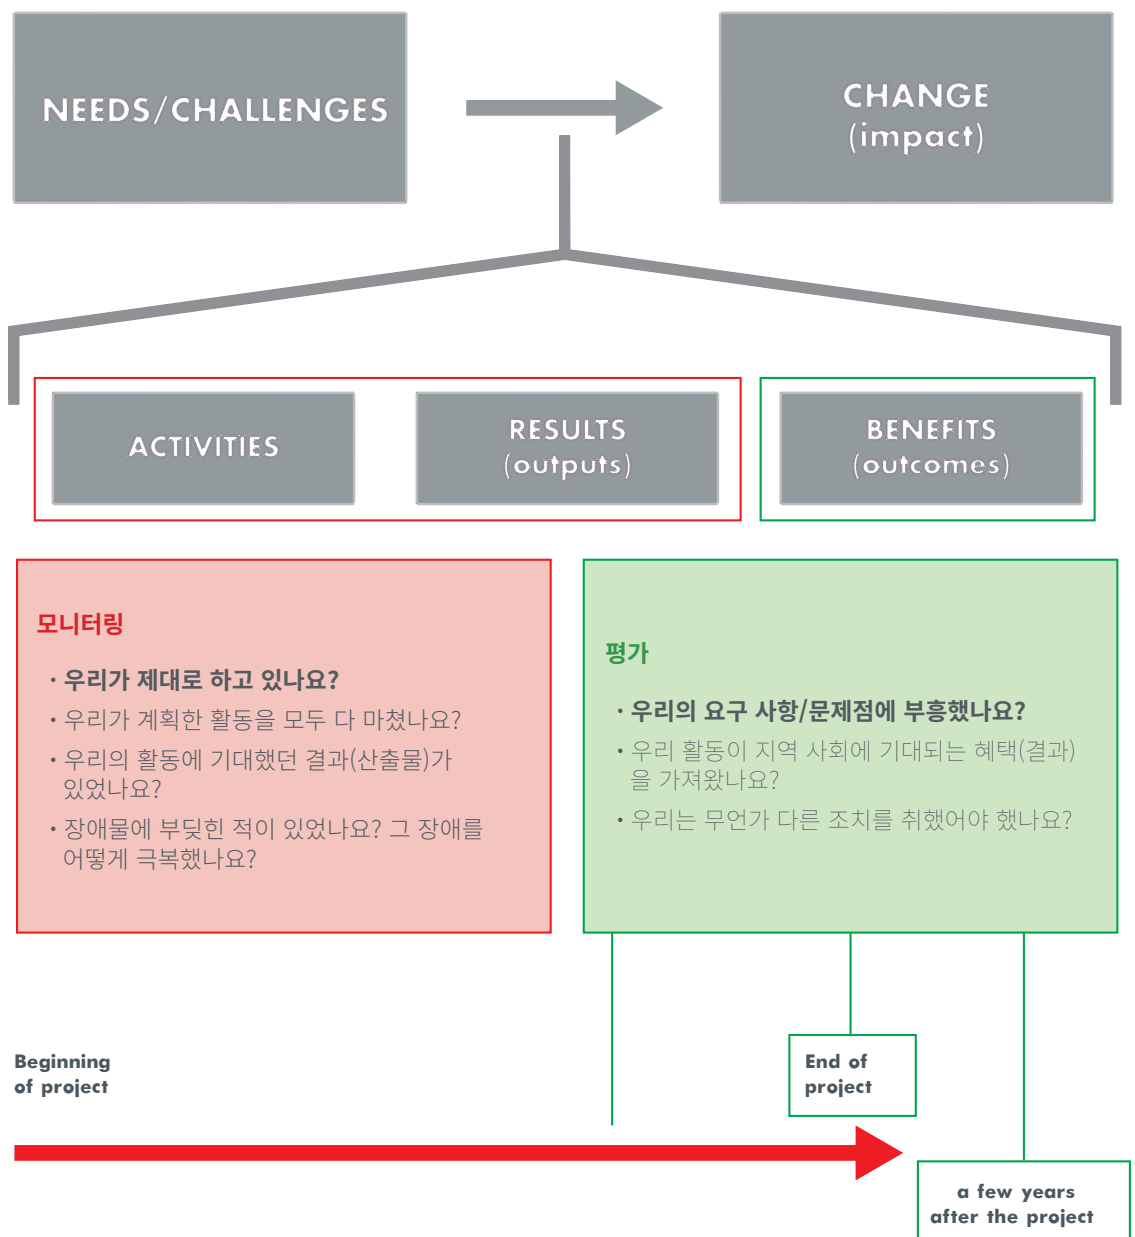 NEEDS/CHALLENGES
CHANGE
(impact)
ACTIVITIES
RESULTS
(outputs)
BENEFITS
(outcomes)
모니터링
· 우리가 제대로 하고 있나요?
· 우리가 계획한 활동을 모두 다 마쳤나요?
· 우리의 활동에 기대했던 결과(산출물)가
있었나요?
· 장애물에 부딪힌 적이 있었나요? 그 장애를
어떻게 극복했나요?
평가
· 우리의 요구 사항/문제점에 부흥했나요?
· 우리 활동이 지역 사회에 기대되는 혜택(결과)
을 가져왔나요?
· 우리는 무언가 다른 조치를 취했어야 했나요?
Beginning
of project
End of
project
a few years
after the project